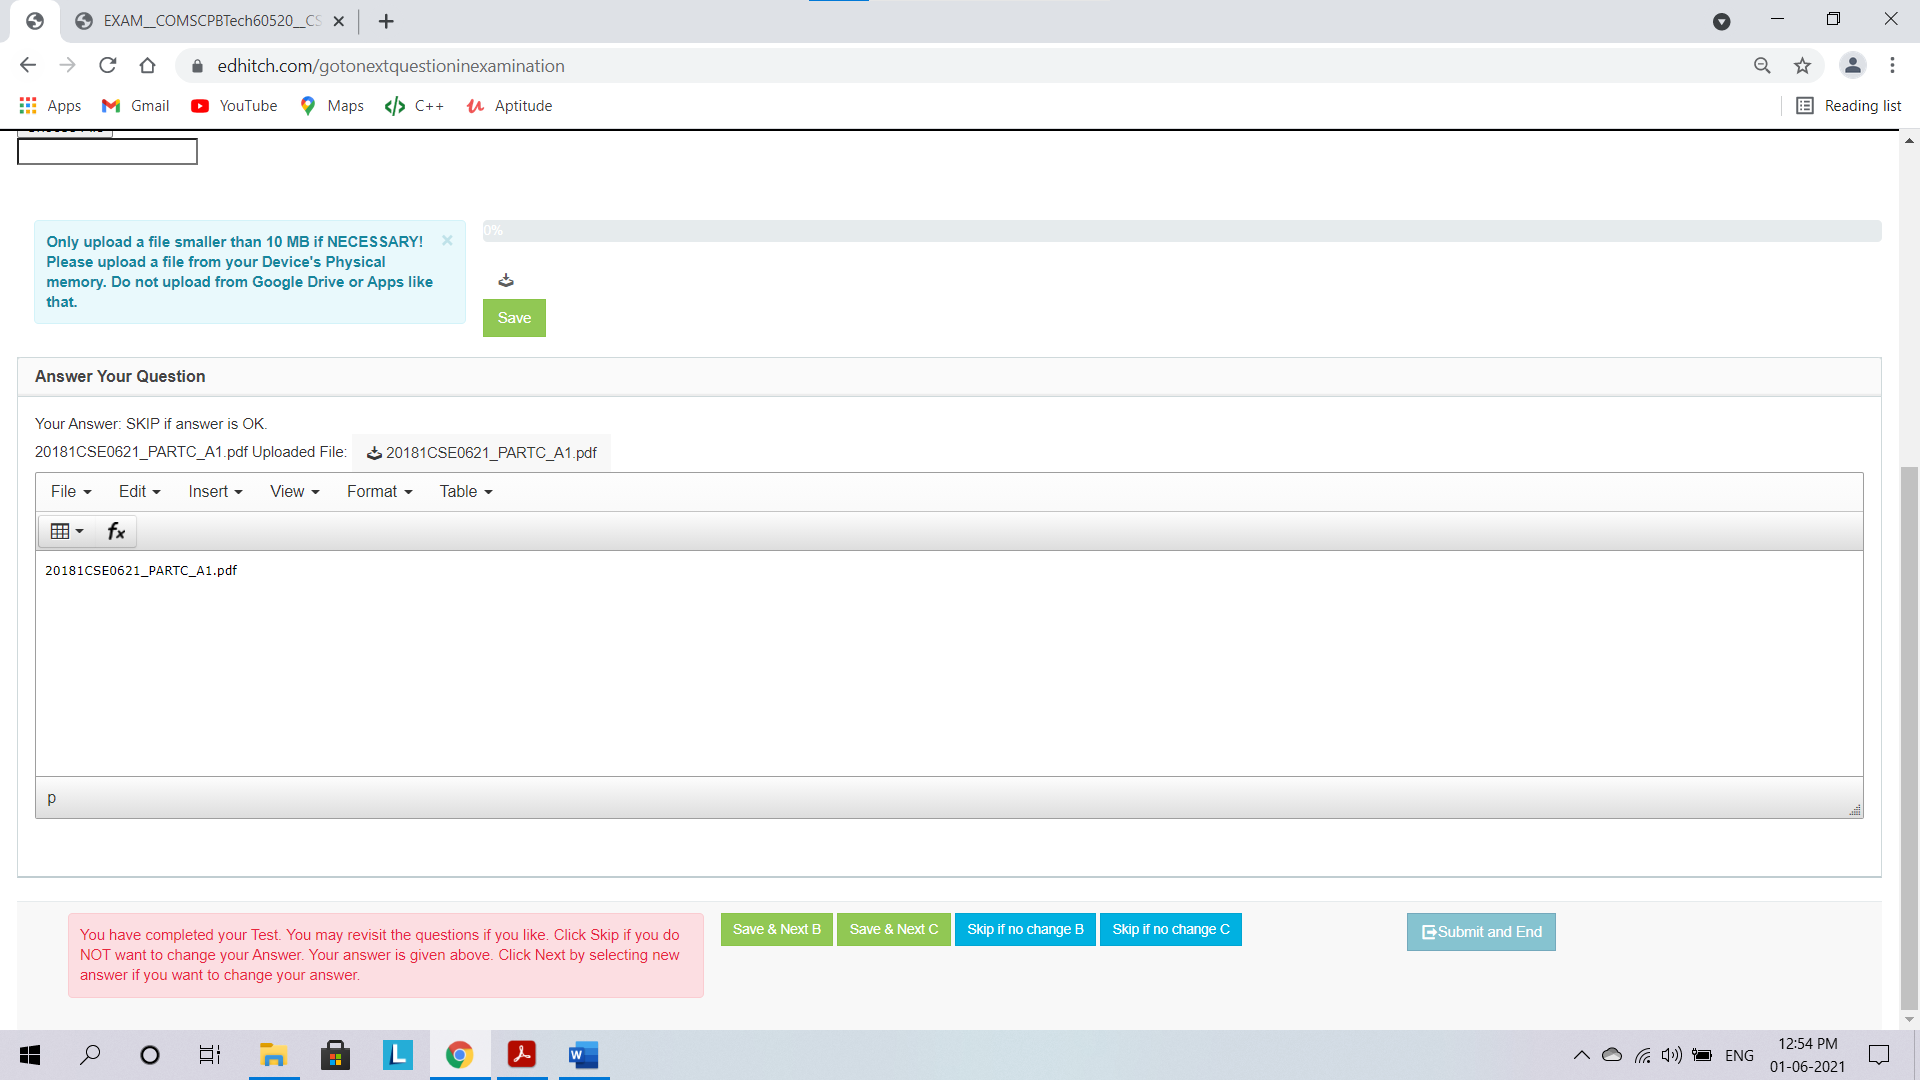 EXAM__COMSCPBTech60520__CS
edhitch.com/gotonextquestioninexamination
Apps Gmail YouTube Maps C++ Aptitude Reading list
Only upload a file smaller than 10 MB if NECESSARY!
Please upload a file from your Device's Physical
memory. Do not upload from Google Drive or Apps like
that.
0%
Save
Answer Your Question
Your Answer: SKIP if answer is OK.
20181CSE0621_PARTC_A1.pdf Uploaded File: 20181CSE0621_PARTC_A1.pdf
File Edit Insert View Format Table
fx
20181CSE0621_PARTC_A1.pdf
p
You have completed your Test. You may revisit the questions if you like. Click Skip if you do
NOT want to change your Answer. Your answer is given above. Click Next by selecting new
answer if you want to change your answer.
Save & Next B Save & Next C Skip if no change B Skip if no change C Submit and End
ENG
12:54 PM
01-06-2021